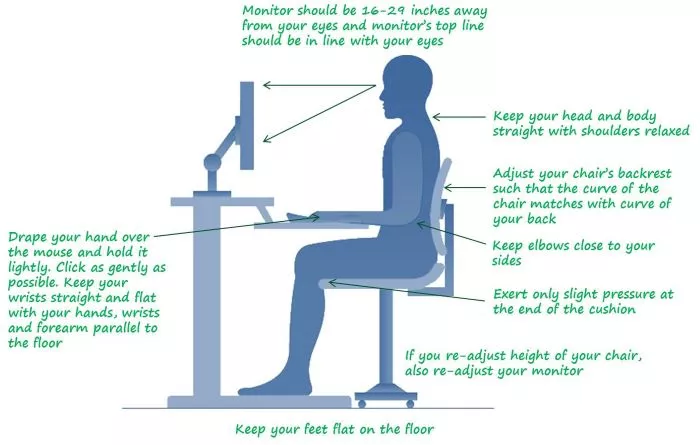 Monitor should be 16-29 inches away
from your eyes and monitor's top line
should be in line with your eyes
Keep your head and body
straight with shoulders relaxed
Adjust your chair's backrest
such that the curve of the
chair matches with curve of
your back
Drape your hand over
the mouse and hold it
lightly. Click as gently as
possible. Keep your
wrists straight and flat
with your hands, wrists
and forearm parallel to
the floor
Keep elbows close to your
sides
Exert only slight pressure at
the end of the cushion
If you re-adjust height of your chair,
also re-adjust your monitor
Keep your feet flat on the floor